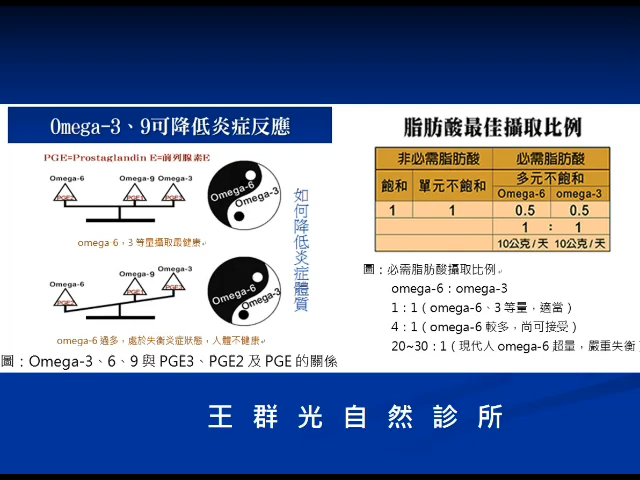 Omega-3、9可降低炎症反應
PGE=Prostaglandin E=前列腺素E
Omega-6 Omega-9 Omega-3
PGE2 PGE1 PGE3
Omega-6
Omega-3
omega-6，3 等量攝取最健康
Omega-6 Omega-9 Omega-3
PGE2
Omega-6
Omega-3
omega-6 過多，處於失衡炎症狀態，人體不健康
如何降低炎症體質
圖：Omega-3、6、9 與 PGE3、PGE2 及 PGE 的關係
脂肪酸最佳攝取比例
非必需脂肪酸 必需脂肪酸
飽和 單元不飽和 多元不飽和
Omega-6 omega-3
1 1 0.5 0.5
1 : 1
10公克/天 10公克/天
圖：必需脂肪酸攝取比例
omega-6：omega-3
1：1（omega-6、3 等量，適當）
4：1（omega-6 較多，尚可接受）
20~30：1（現代人 omega-6 超量，嚴重失衡）
王群光自然診所